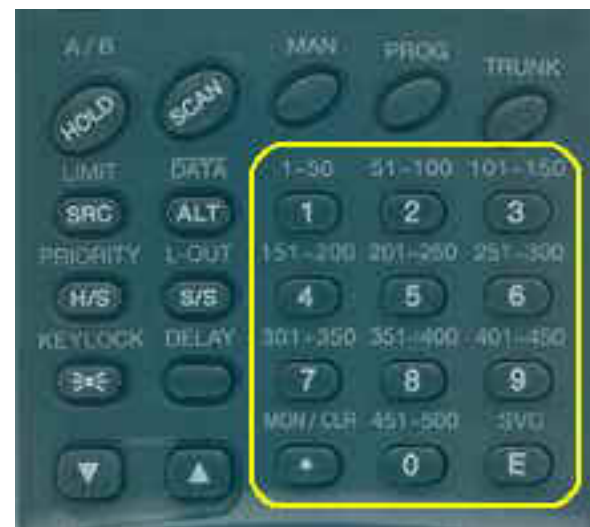 A/B MAN PROG TRUNK
HOLD SCAN
LIMIT DATA 1-50 51-100 101-150
SRC ALT 1 2 3
PRIORITY L-OUT 151-200 201-250 251-300
H/S S/S 4 5 6
KEYLOCK DELAY 301-350 351-400 401-450
7 8 9
MON/CLR 451-500 SVC
• 0 E